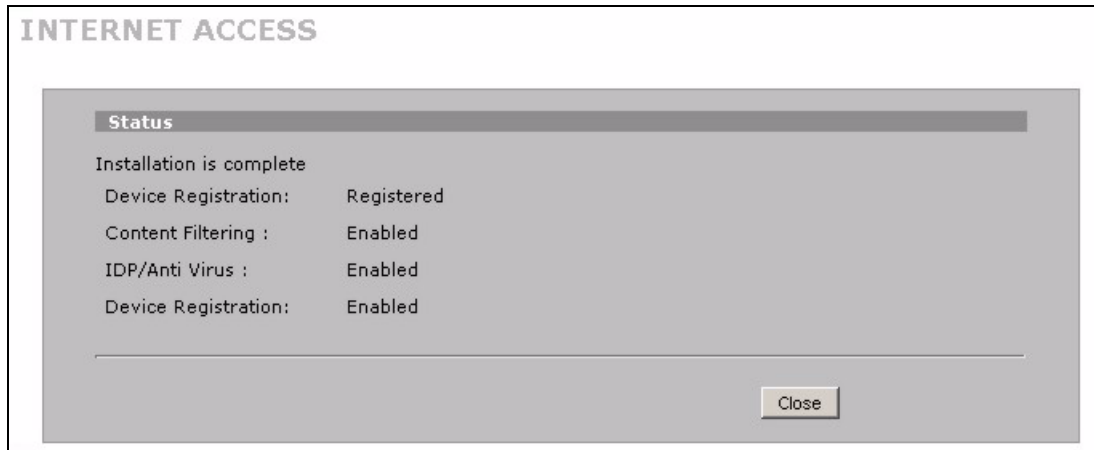 INTERNET ACCESS
Status
Installation is complete
Device Registration: Registered
Content Filtering : Enabled
IDP/Anti Virus : Enabled
Device Registration: Enabled
Close